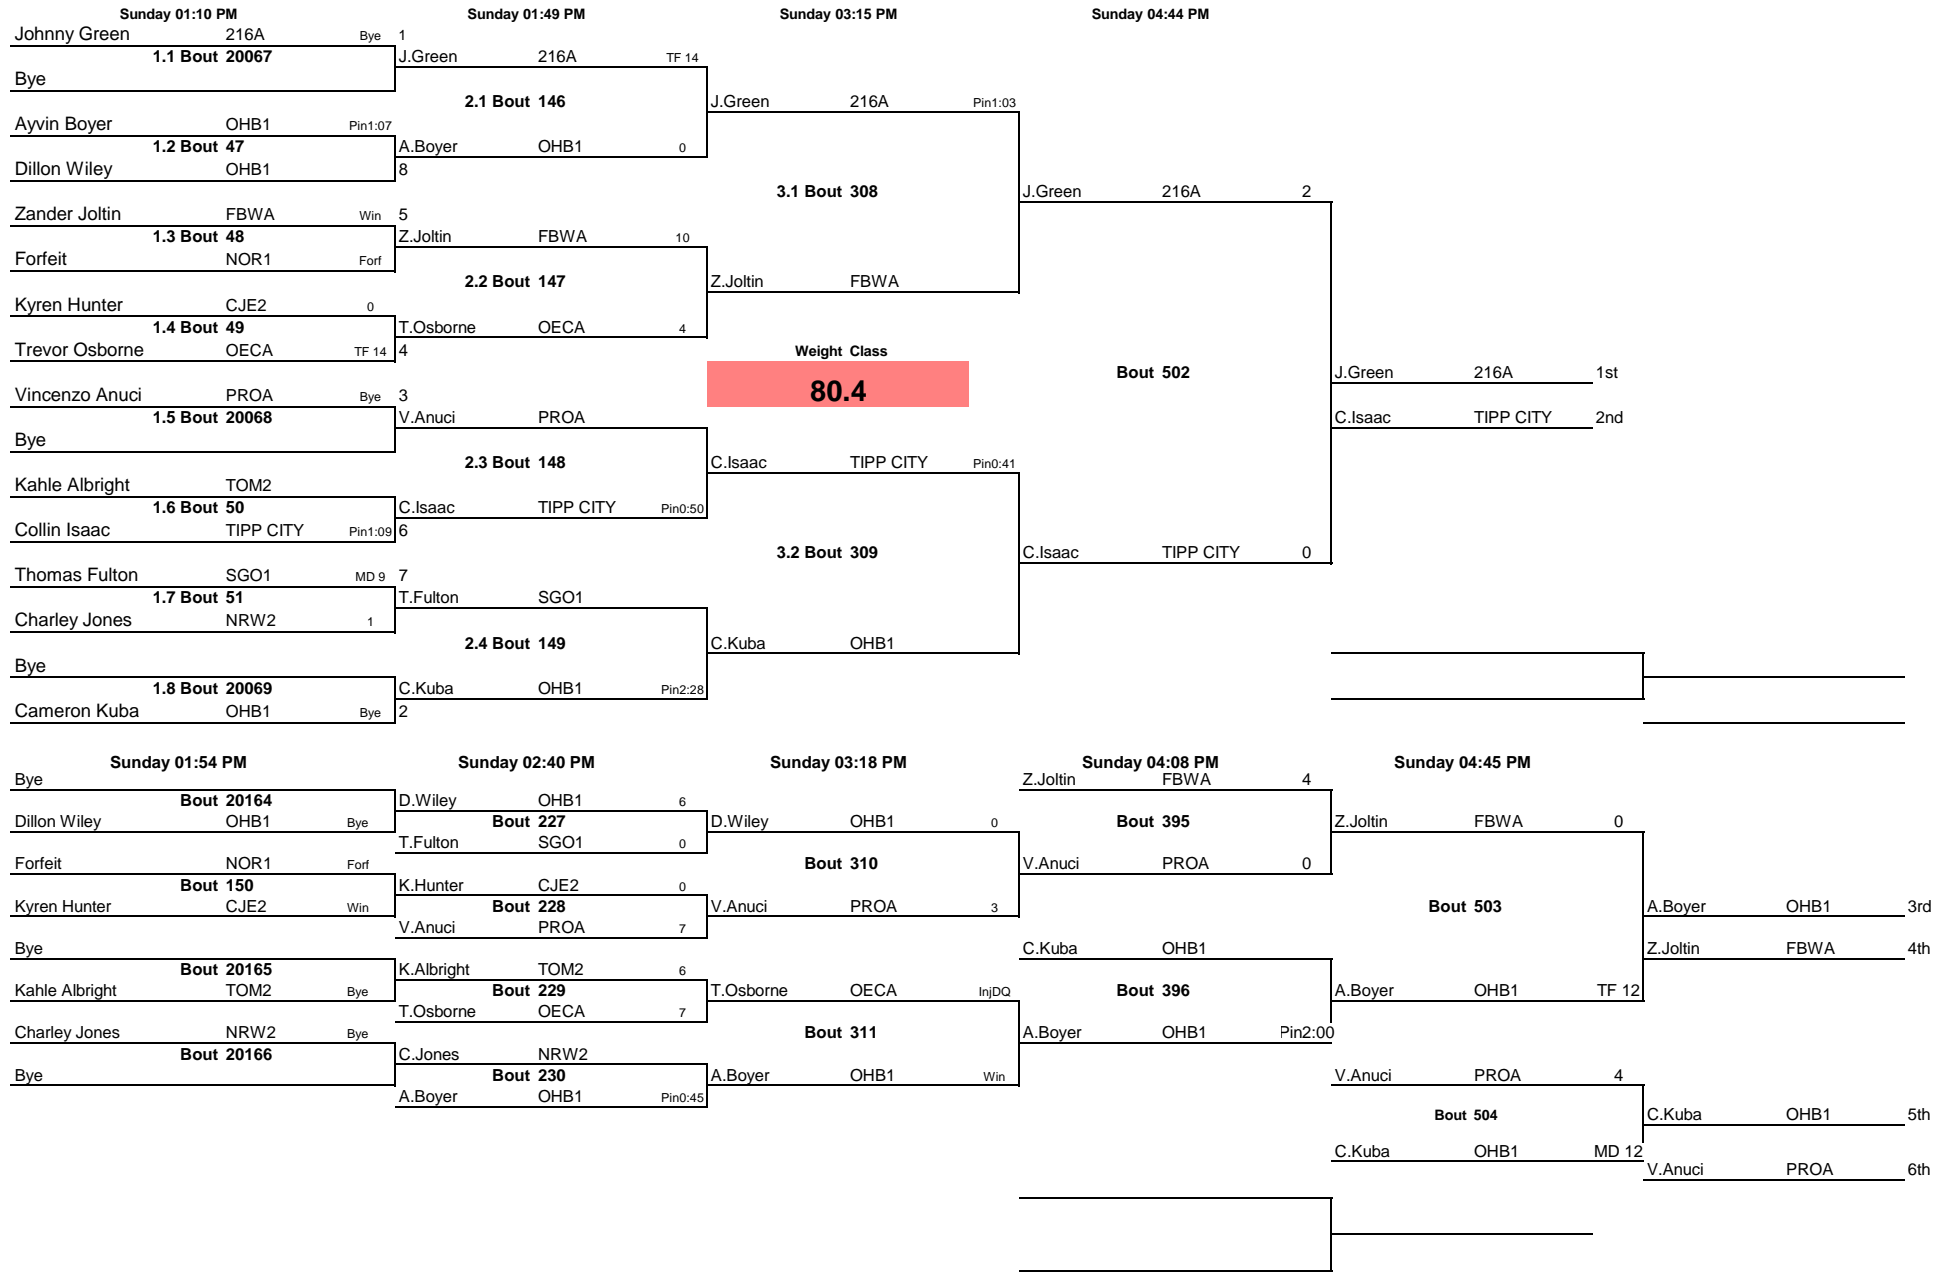 Sunday 01:10 PM Sunday 01:49 PM Sunday 03:15 PM Sunday 04:44 PM
Johnny Green 216A Bye 1
1.1 Bout 20067 J.Green 216A TF 14
Bye
2.1 Bout 146 J.Green 216A Pin1:03
Ayvin Boyer OHB1 Pin1:07
1.2 Bout 47 A.Boyer OHB1 0
Dillon Wiley OHB1 8
3.1 Bout 308 J.Green 216A 2
Zander Joltin FBWA Win 5
1.3 Bout 48 Z.Joltin FBWA 10
Forfeit NOR1 Forf
2.2 Bout 147 Z.Joltin FBWA
Kyren Hunter CJE2 0
1.4 Bout 49 T.Osborne OECA 4
Trevor Osborne OECA TF 14 4 Weight Class
Bout 502 J.Green 216A 1st
Vincenzo Anuci PROA Bye 3 80.4
1.5 Bout 20068 V.Anuci PROA C.Isaac TIPP CITY 2nd
Bye
2.3 Bout 148 C.Isaac TIPP CITY Pin0:41
Kahle Albright TOM2
1.6 Bout 50 C.Isaac TIPP CITY Pin0:50
Collin Isaac TIPP CITY Pin1:09 6
3.2 Bout 309 C.Isaac TIPP CITY 0
Thomas Fulton SGO1 MD 9 7
1.7 Bout 51 T.Fulton SGO1
Charley Jones NRW2 1
2.4 Bout 149 C.Kuba OHB1
Bye
1.8 Bout 20069 C.Kuba OHB1 Pin2:28
Cameron Kuba OHB1 Bye 2
Sunday 01:54 PM Sunday 02:40 PM Sunday 03:18 PM Sunday 04:08 PM Sunday 04:45 PM
Bye Z.Joltin FBWA 4
Bout 20164 D.Wiley OHB1 6
Dillon Wiley OHB1 Bye Bout 227 D.Wiley OHB1 0 Bout 395 Z.Joltin FBWA 0
T.Fulton SGO1 0
Forfeit NOR1 Forf Bout 310 V.Anuci PROA 0
Bout 150 K.Hunter CJE2 0
Kyren Hunter CJE2 Win Bout 228 V.Anuci PROA 3 Bout 503 A.Boyer OHB1 3rd
V.Anuci PROA 7
Bye C.Kuba OHB1 Z.Joltin FBWA 4th
Bout 20165 K.Albright TOM2 6
Kahle Albright TOM2 Bye Bout 229 T.Osborne OECA InjDQ Bout 396 A.Boyer OHB1 TF 12
T.Osborne OECA 7
Charley Jones NRW2 Bye Bout 311 A.Boyer OHB1 Pin2:00
Bout 20166 C.Jones NRW2
Bye Bout 230 A.Boyer OHB1 Win V.Anuci PROA 4
A.Boyer OHB1 Pin0:45
Bout 504 C.Kuba OHB1 5th
C.Kuba OHB1 MD 12
V.Anuci PROA 6th